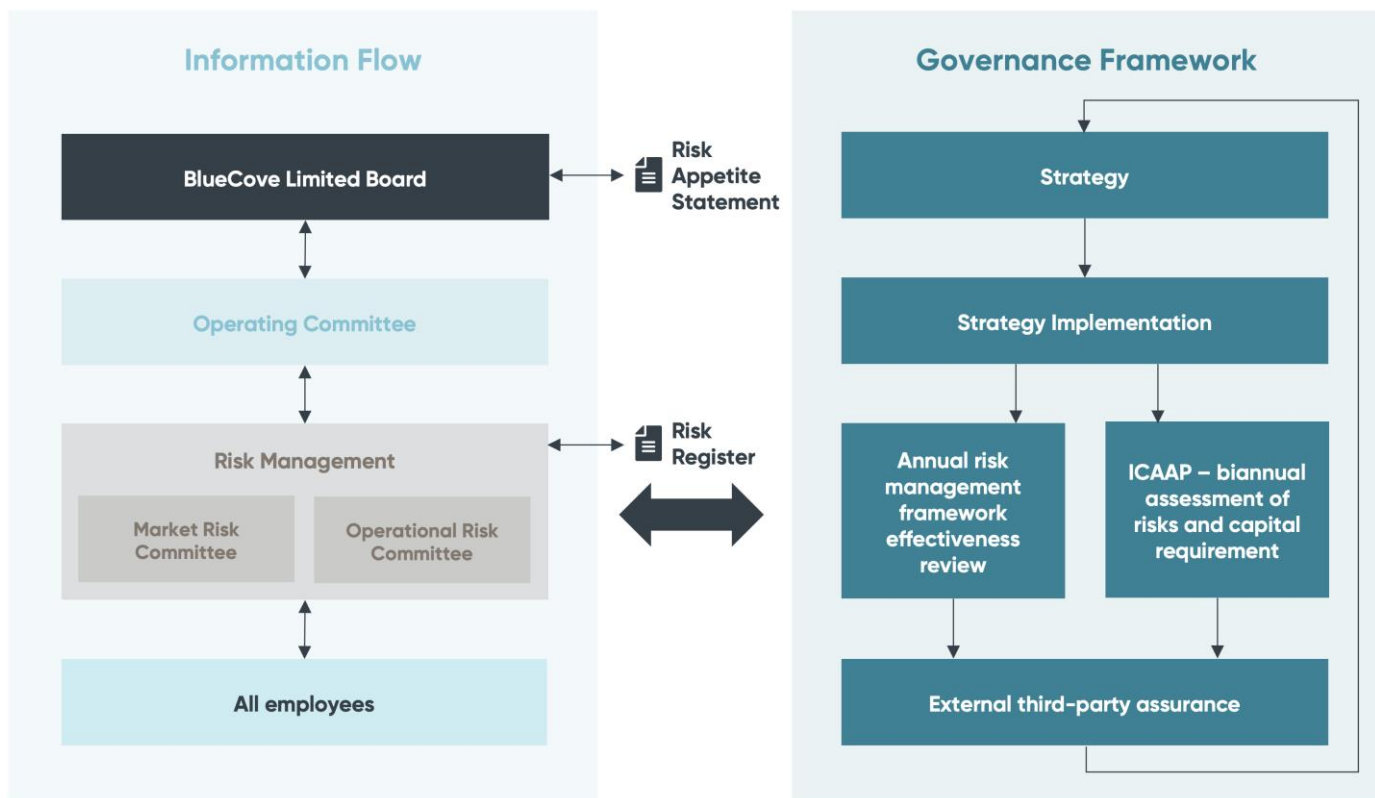 Information Flow
BlueCove Limited Board
Operating Committee
Risk Management
Market Risk
Committee
Operational Risk
Committee
All employees
Risk
Appetite
Statement
Risk
Register
Governance Framework
Strategy
Strategy Implementation
Annual risk
management
framework
effectiveness
review
ICAAP – biannual
assessment of
risks and capital
requirement
External third-party assurance